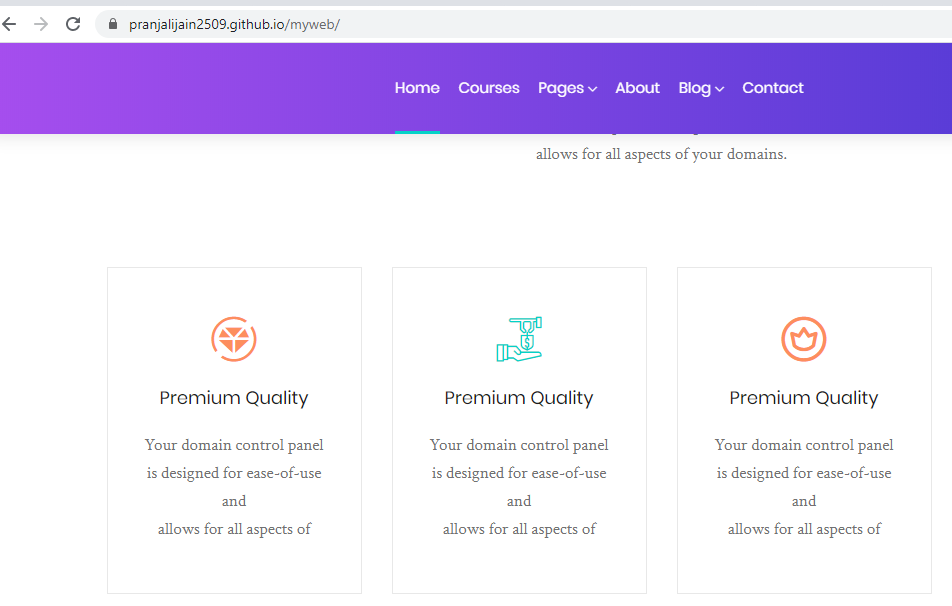 pranjalijain2509.github.io/myweb/
Home Courses Pages About Blog Contact
allows for all aspects of your domains.
$
Premium Quality
Your domain control panel
is designed for ease-of-use
and
allows for all aspects of
Premium Quality
Your domain control panel
is designed for ease-of-use
and
allows for all aspects of
Premium Quality
Your domain control panel
is designed for ease-of-use
and
allows for all aspects of